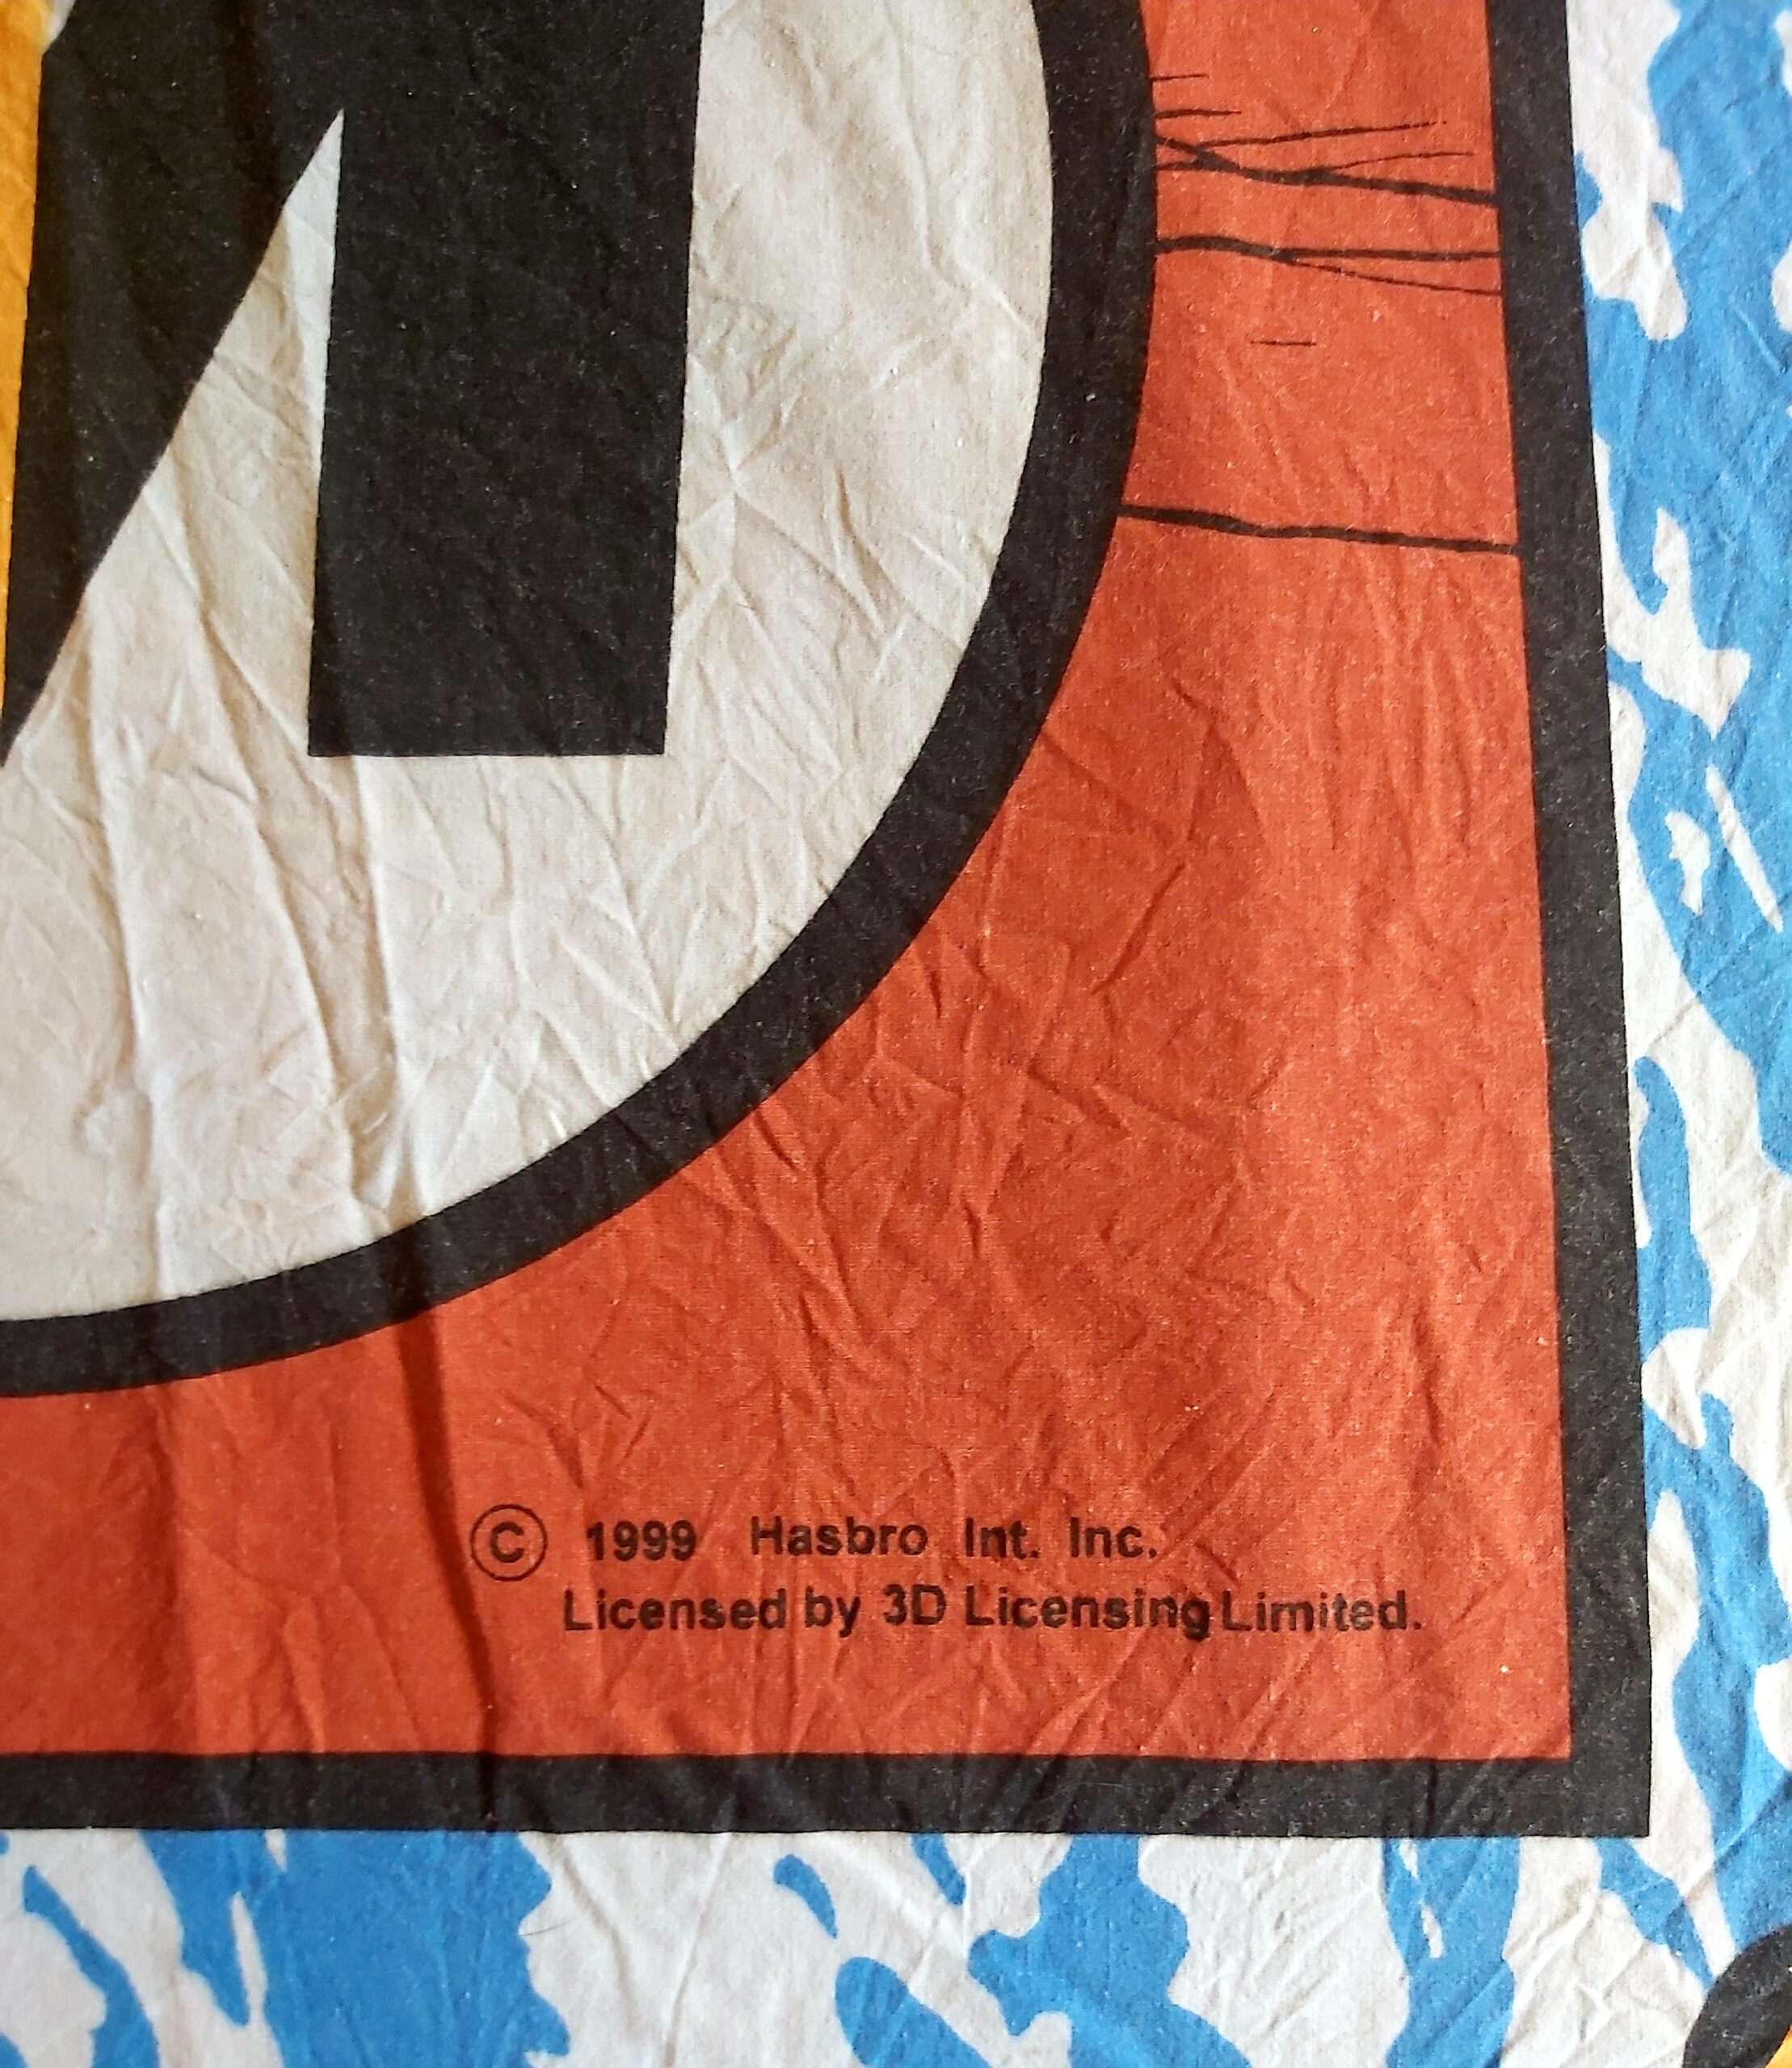 © 1999 Hasbro Int. Inc.
Licensed by 3D Licensing Limited.